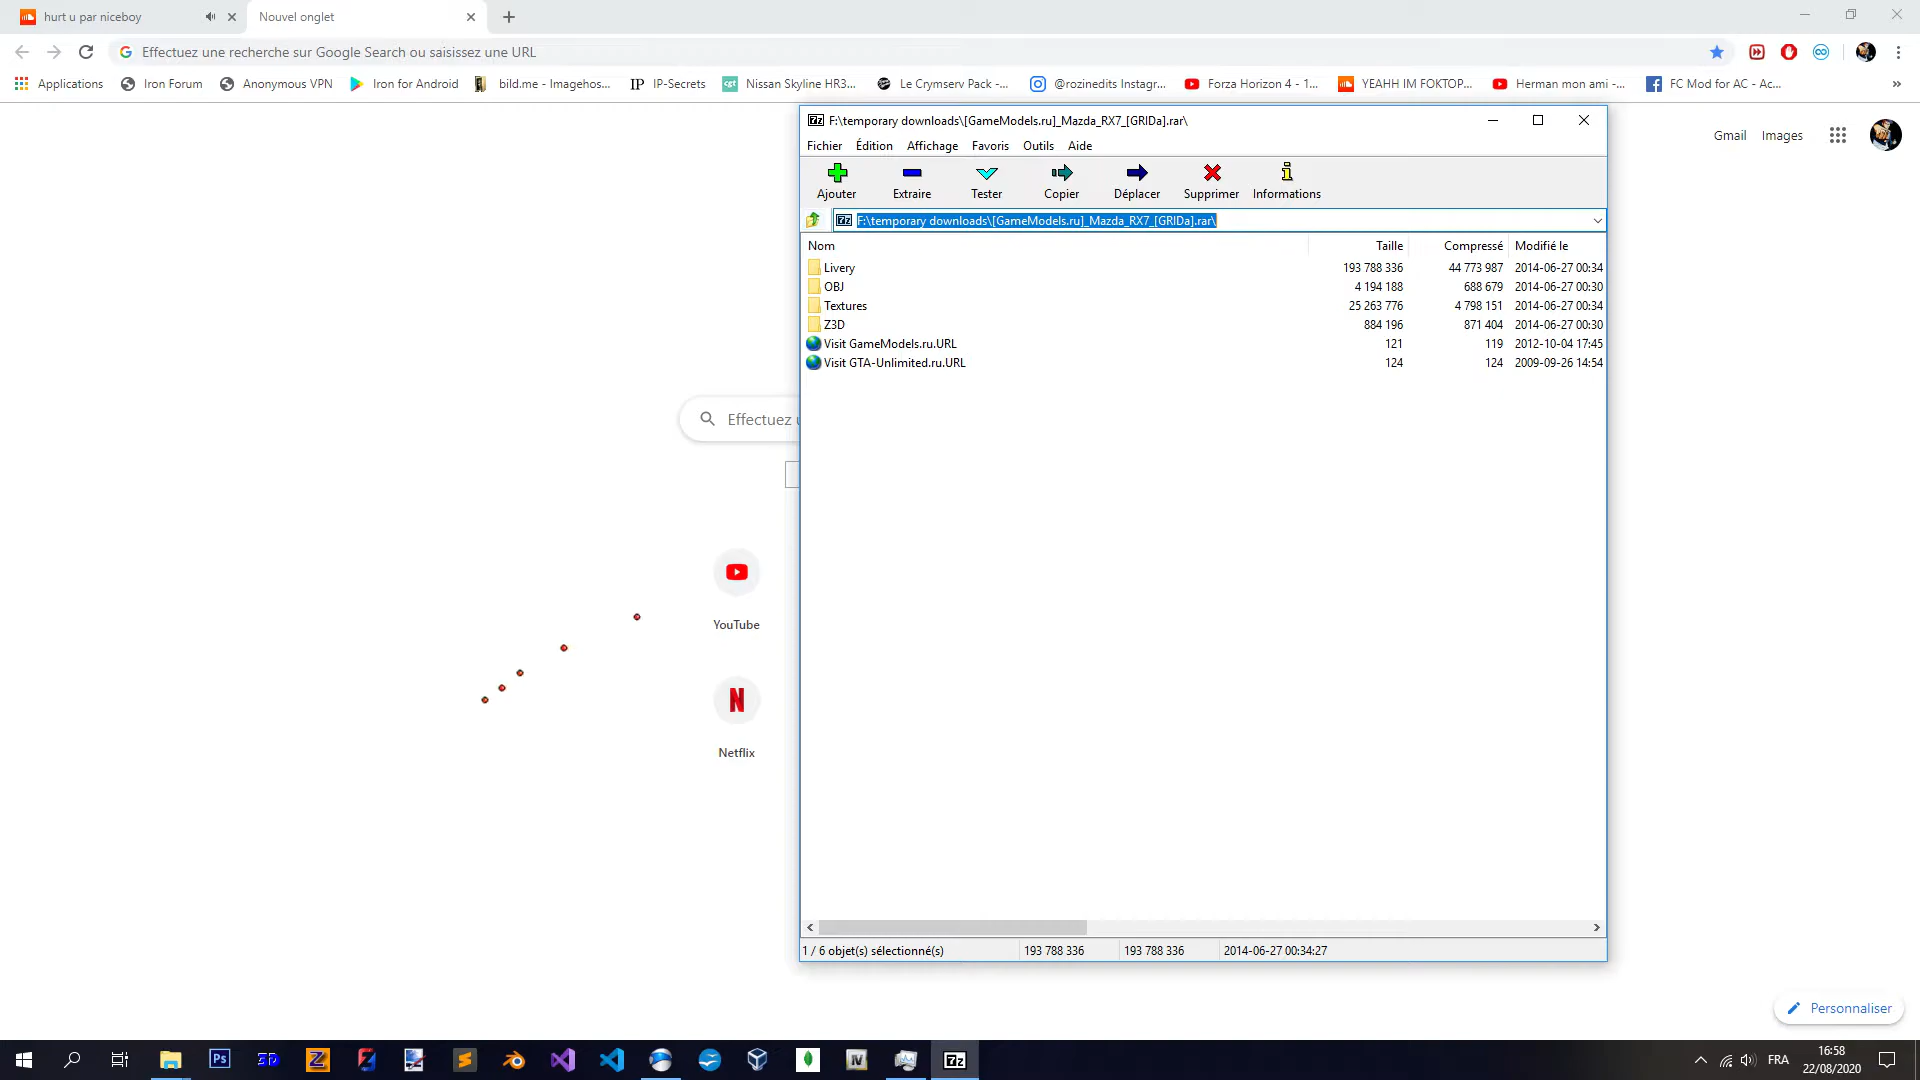 hurt u par niceboy
Nouvel onglet
Effectuez une recherche sur Google Search ou saisissez une URL
Applications
Iron Forum
Anonymous VPN
Iron for Android
bild.me - Imagehos...
IP IP-Secrets
Nissan Skyline HR3...
Le Crymserv Pack -...
@rozinedits Instagr...
Forza Horizon 4 - 1...
YEAHH IM FOKTOP...
Herman mon ami -...
FC Mod for AC - Ac...
»
Gmail
Images
7z F:\temporary downloads\[GameModels.ru]_Mazda_RX7_[GRIDa].rar\
Fichier Édition Affichage Favoris Outils Aide
Ajouter Extraire Tester Copier Déplacer Supprimer Informations
7z F:\temporary downloads\[GameModels.ru]_Mazda_RX7_[GRIDa].rar\
Nom Taille Compressé Modifié le
Livery 193 788 336 44 773 987 2014-06-27 00:34
OBJ 4 194 188 688 679 2014-06-27 00:30
Textures 25 263 776 4 798 151 2014-06-27 00:34
Z3D 884 196 871 404 2014-06-27 00:30
Visit GameModels.ru.URL 121 119 2012-10-04 17:45
Visit GTA-Unlimited.ru.URL 124 124 2009-09-26 14:54
Effectuez
YouTube
N
Netflix
1 / 6 objet(s) sélectionné(s) 193 788 336 193 788 336 2014-06-27 00:34:27
Personnaliser
Ps 3D Z IV 7z
FRA
16:58
22/08/2020